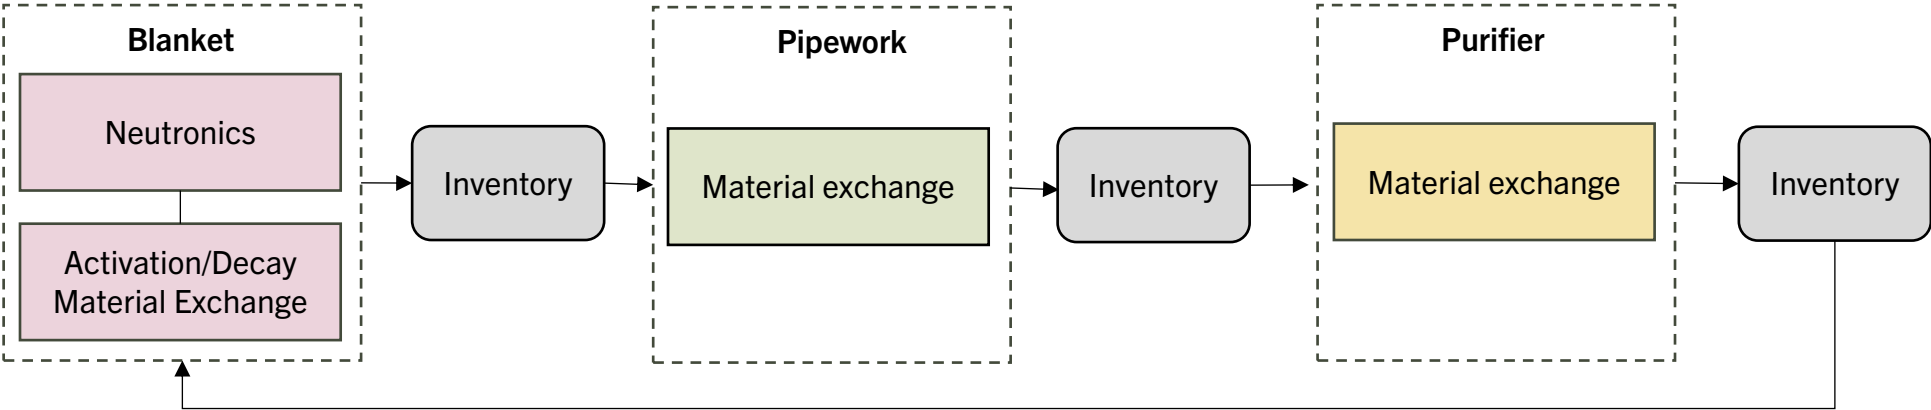 Blanket
Neutronics
Activation/Decay
Material Exchange
Inventory
Pipework
Material exchange
Inventory
Purifier
Material exchange
Inventory